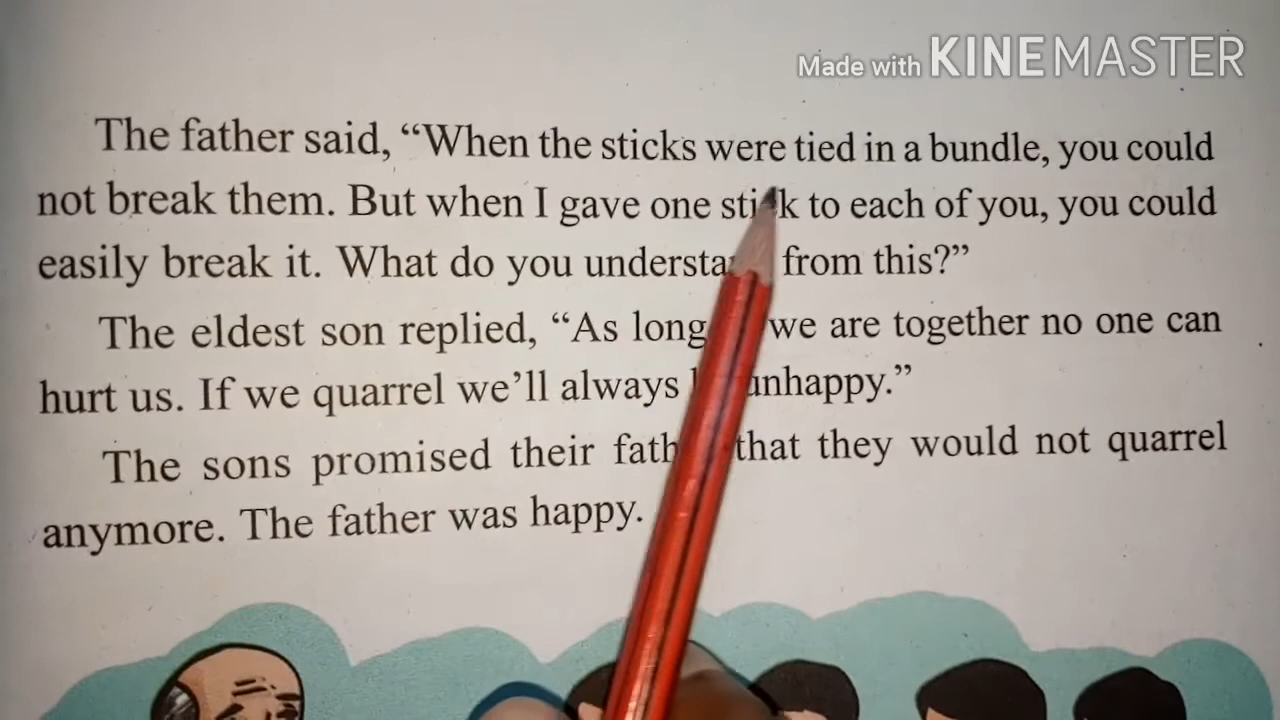 Made with KINEMASTER
The father said, “When the sticks were tied in a bundle, you could
not break them. But when I gave one stick to each of you, you could
easily break it. What do you understand from this?”
The eldest son replied, “As long we are together no one can
hurt us. If we quarrel we’ll always unhappy.”
The sons promised their father that they would not quarrel
anymore. The father was happy.